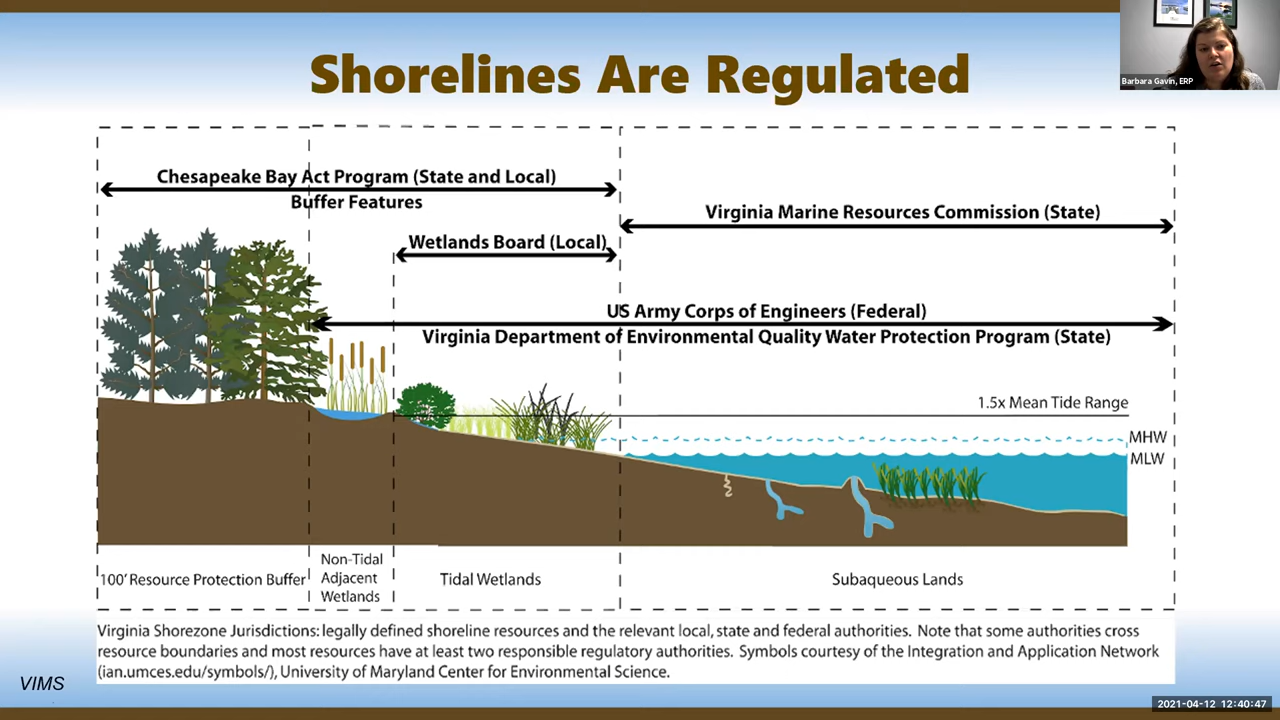 Shorelines Are Regulated
Barbara Gavin, ERP
Chesapeake Bay Act Program (State and Local)
Buffer Features
Virginia Marine Resources Commission (State)
Wetlands Board (Local)
US Army Corps of Engineers (Federal)
Virginia Department of Environmental Quality Water Protection Program (State)
1.5x Mean Tide Range
MHW
MLW
100' Resource Protection Buffer
Non-Tidal
Adjacent
Wetlands
Tidal Wetlands
Subaqueous Lands
Virginia Shorezone Jurisdictions: legally defined shoreline resources and the relevant local, state and federal authorities. Note that some authorities cross
resource boundaries and most resources have at least two responsible regulatory authorities. Symbols courtesy of the Integration and Application Network
(ian.umces.edu/symbols/), University of Maryland Center for Environmental Science.
VIMS
2021-04-12 12:40:47